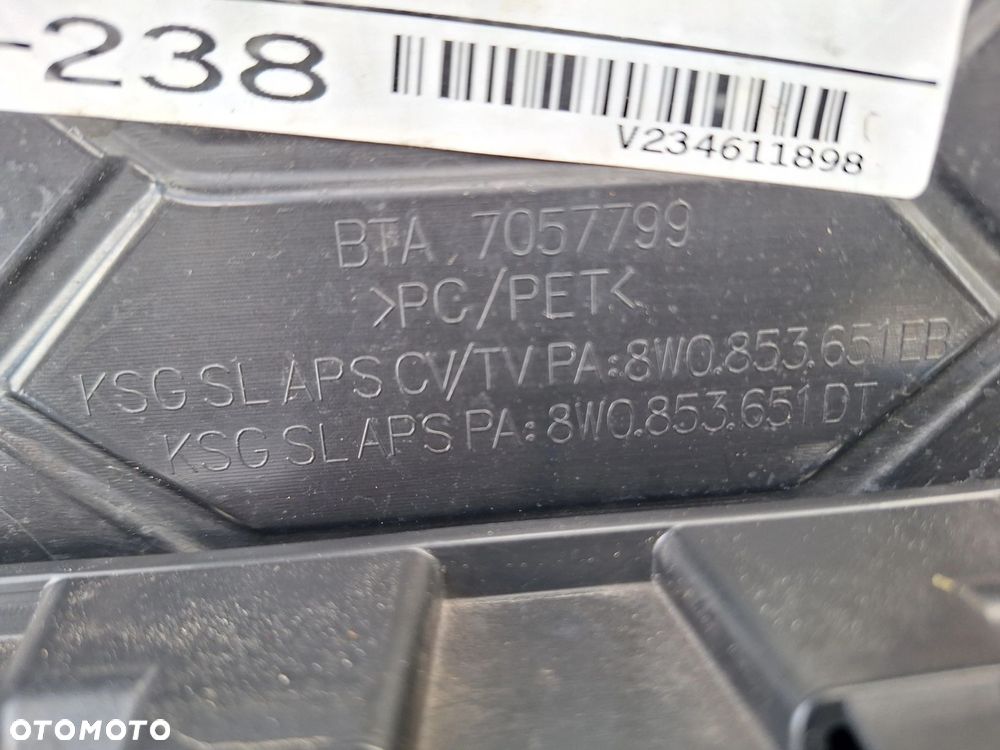 -238
V234611898
BTA 7057799
>PC/PET<
KSG SL APS CV/TV PA:8W0.853.651EB
KSG SL APS PA:8W0.853.651DT
OTOMOTO